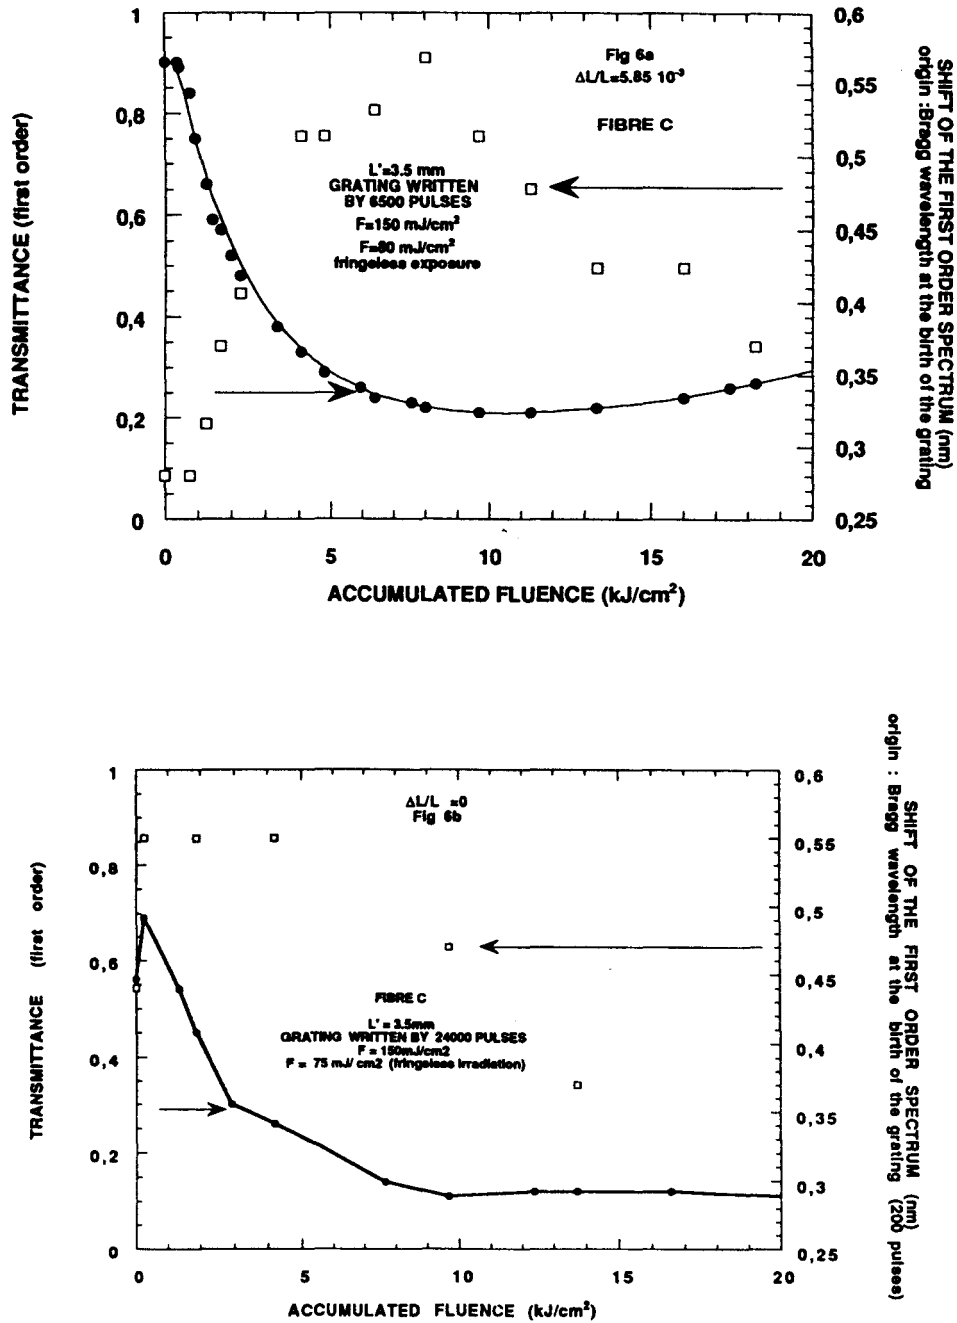 1
0,8
0,6
0,4
0,2
0
TRANSMITTANCE (first order)
0,6
0,55
0,5
0,45
0,4
0,35
0,3
0,25
SHIFT OF THE FIRST ORDER SPECTRUM (nm)
origin :Bragg wavelength at the birth of the grating
Fig 6a
ΔL/L=5.85 10⁻³
FIBRE C
L'=3.5 mm
GRATING WRITTEN
BY 6500 PULSES
F=150 mJ/cm²
F=80 mJ/cm²
fringeless exposure
0 5 10 15 20
ACCUMULATED FLUENCE (kJ/cm²)
1
0,8
0,6
0,4
0,2
0
TRANSMITTANCE (first order)
0,6
0,55
0,5
0,45
0,4
0,35
0,3
0,25
SHIFT OF THE FIRST ORDER SPECTRUM (nm)
origin : Bragg wavelength at the birth of the grating (200 pulses)
ΔL/L =0
Fig 6b
FIBRE C
L' = 3.5mm
GRATING WRITTEN BY 24000 PULSES
F = 150mJ/cm2
F = 75 mJ/ cm2 (fringeless irradiation)
0 5 10 15 20
ACCUMULATED FLUENCE (kJ/cm²)